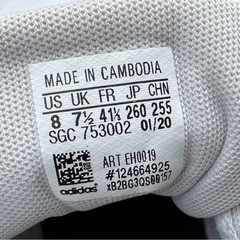 MADE IN CAMBODIA
US UK FR JP CHN
8 7½ 41⅓ 260 255
SGC 753002 01/20
ART EH0019
#124664925
xB2BG3QS00157
adidas